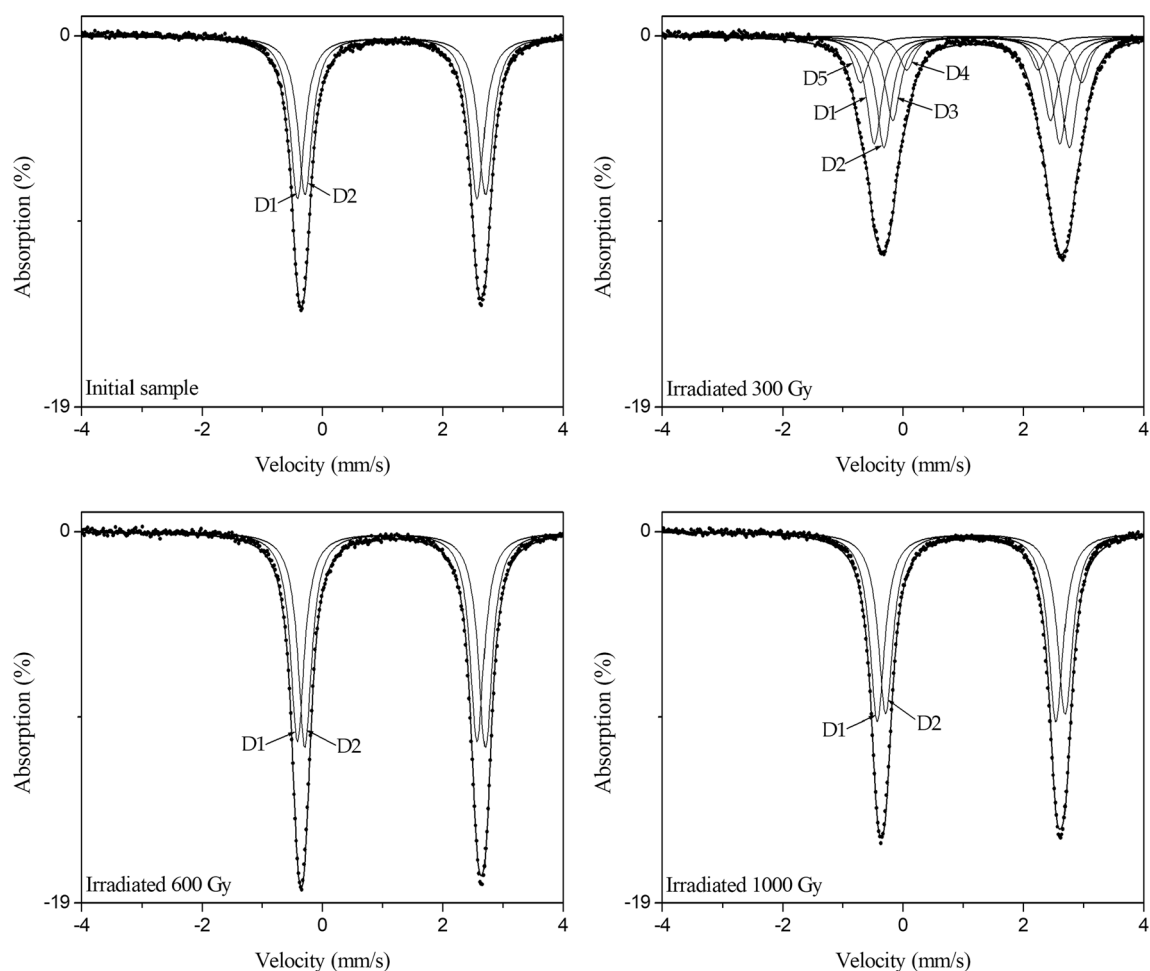 0
-19
-4
-2
0
2
4
Absorption (%)
Velocity (mm/s)
D1
D2
Initial sample
0
-19
-4
-2
0
2
4
Absorption (%)
Velocity (mm/s)
D5
D4
D1
D3
D2
Irradiated 300 Gy
0
-19
-4
-2
0
2
4
Absorption (%)
Velocity (mm/s)
D1
D2
Irradiated 600 Gy
0
-19
-4
-2
0
2
4
Absorption (%)
Velocity (mm/s)
D1
D2
Irradiated 1000 Gy